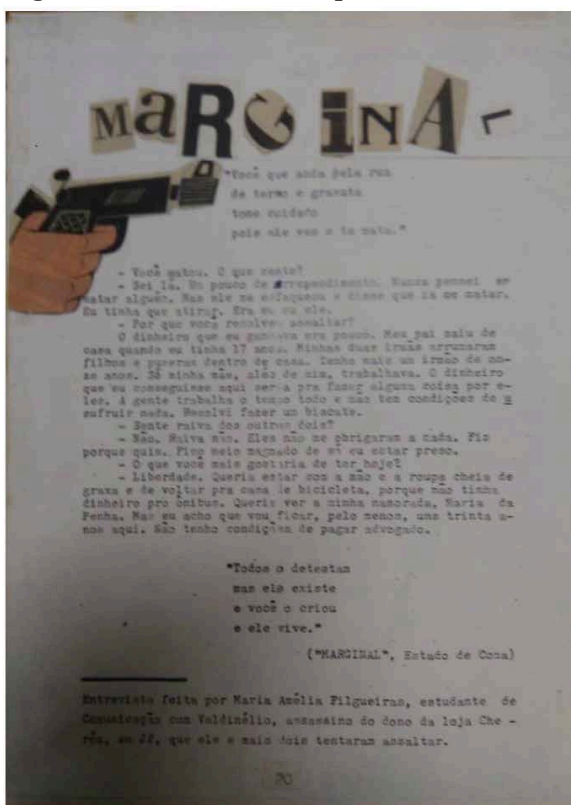 MaRGiNAL
"Você que anda pela rua
de terno e gravata
tome cuidado
pois ele vem e te mata."
- Você matou. O que sente?
- Sei lá. Um pouco de arrependimento. Nunca pensei em
matar alguém. Mas ele me enfrentou e disse que ia me matar.
Eu tinha que atirar. Era eu ou ele.
- Por que você resolveu assaltar?
O dinheiro que eu ganhava era pouco. Meu pai saiu de
casa quando eu tinha 17 anos. Minhas duas irmãs arrumaram
filhos e puseram dentro de casa. Tenho mais um irmão de on-
ze anos. Só minha mãe, além de mim, trabalhava. O dinheiro
que eu conseguisse aqui seria pra fazer alguma coisa por e-
les. A gente trabalha o tempo todo e não tem condições de u
sufruir nada. Resolvi fazer um biscate.
- Sente raiva dos outros dois?
- Não. Raiva não. Eles não me obrigaram a nada. Fiz
porque quis. Fico meio magoado de só eu estar preso.
- O que você mais gostaria de ter hoje?
- Liberdade. Queria estar com a mão e a roupa cheia de
graxa e de voltar pra casa de bicicleta, porque não tinha
dinheiro pro ônibus. Queria ver a minha namorada, Maria da
Penha. Mas eu acho que vou ficar, pelo menos, uns trinta a-
nos aqui. Não tenho condições de pagar advogado.
"Todos o detestam
mas ele existe
e você o criou
e ele vive."
("MARGINAL", Estado de Coma)
Entrevista feita por Maria Amélia Filgueiras, estudante de
Comunicação com Valdinélio, assassino do dono da loja Che-
rês, em que ele e mais dois tentaram assaltar.
20